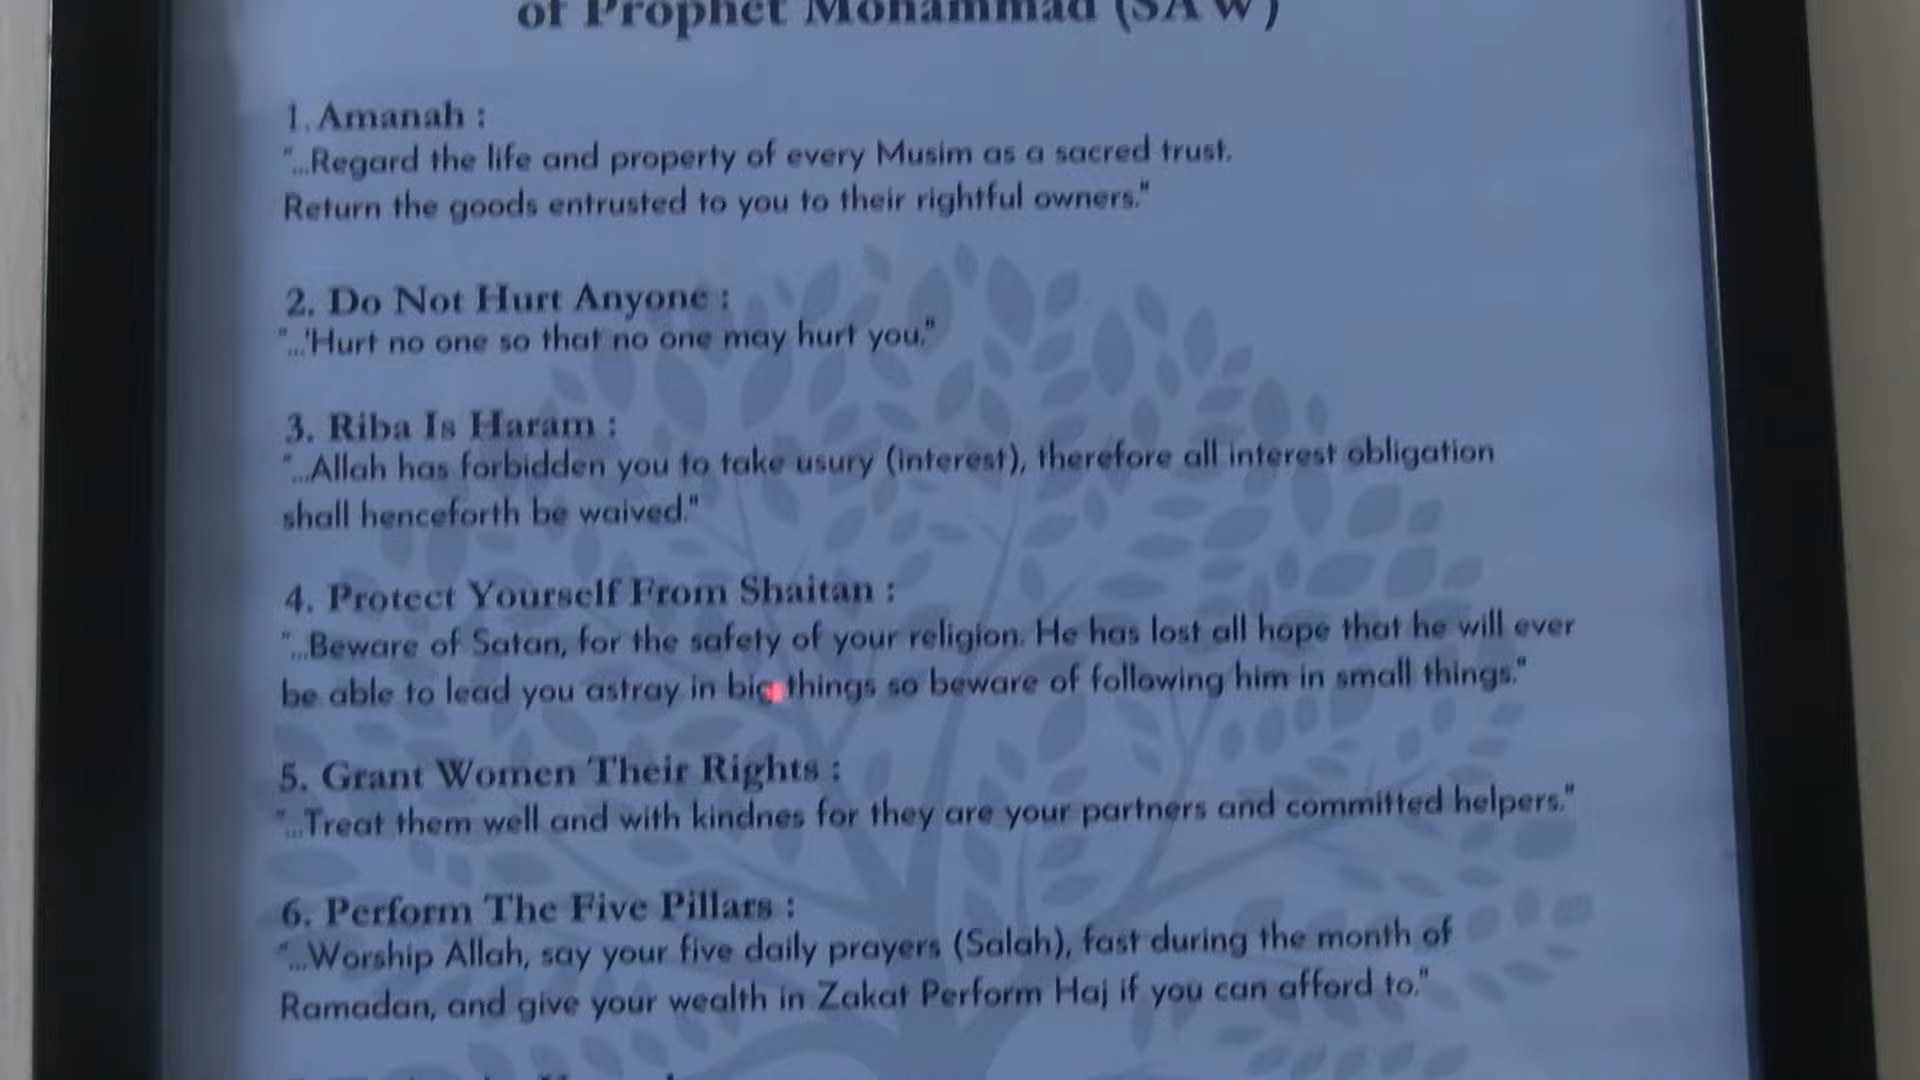 of Prophet Mohammad (SAW)
1. Amanah :
"...Regard the life and property of every Musim as a sacred trust.
Return the goods entrusted to you to their rightful owners."
2. Do Not Hurt Anyone :
"...'Hurt no one so that no one may hurt you."
3. Riba Is Haram :
"...Allah has forbidden you to take usury (interest), therefore all interest obligation
shall henceforth be waived."
4. Protect Yourself From Shaitan :
"...Beware of Satan, for the safety of your religion. He has lost all hope that he will ever
be able to lead you astray in big things so beware of following him in small things."
5. Grant Women Their Rights :
"...Treat them well and with kindnes for they are your partners and committed helpers."
6. Perform The Five Pillars :
"...Worship Allah, say your five daily prayers (Salah), fast during the month of
Ramadan, and give your wealth in Zakat Perform Haj if you can afford to."